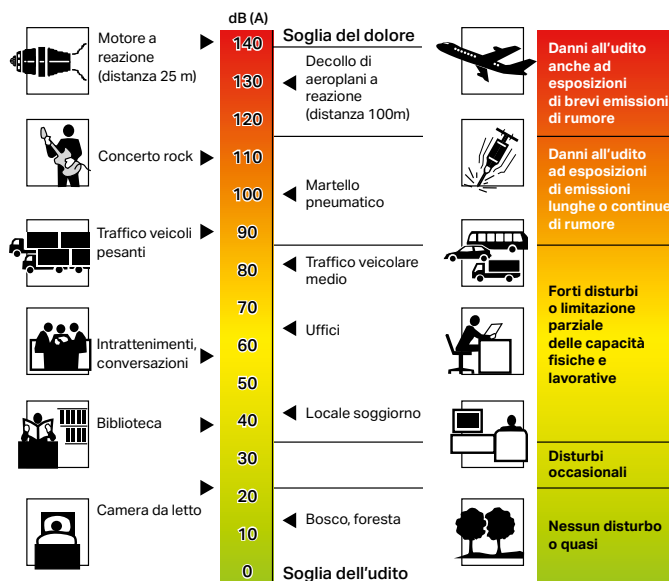 dB (A)
Motore a
reazione
(distanza 25 m)
Concerto rock
Traffico veicoli
pesanti
Intrattenimenti,
conversazioni
Biblioteca
Camera da letto
140
130
120
110
100
90
80
70
60
50
40
30
20
10
0
Soglia del dolore
Decollo di
aeroplani a
reazione
(distanza 100m)
Martello
pneumatico
Traffico veicolare
medio
Uffici
Locale soggiorno
Bosco, foresta
Soglia dell'udito
Danni all'udito
anche ad
esposizioni
di brevi emissioni
di rumore
Danni all'udito
ad esposizioni
di emissioni
lunghe o continue
di rumore
Forti disturbi
o limitazione
parziale
delle capacità
fisiche e
lavorative
Disturbi
occasionali
Nessun disturbo
o quasi